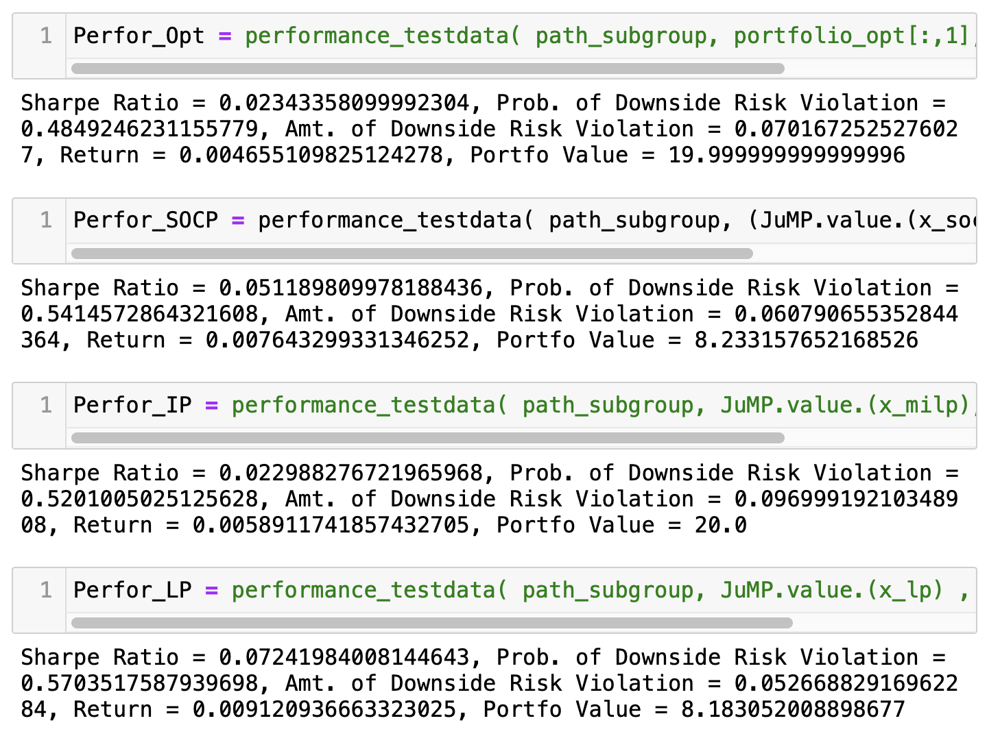 1 Perfor_Opt = performance_testdata( path_subgroup, portfolio_opt[:,1],
Sharpe Ratio = 0.02343358099992304, Prob. of Downside Risk Violation =
0.4849246231155779, Amt. of Downside Risk Violation = 0.070167252527602
7, Return = 0.004655109825124278, Portfo Value = 19.999999999999996
1 Perfor_SOCP = performance_testdata( path_subgroup, (JuMP.value.(x_soc
Sharpe Ratio = 0.051189809978188436, Prob. of Downside Risk Violation =
0.5414572864321608, Amt. of Downside Risk Violation = 0.060790655352844
364, Return = 0.007643299331346252, Portfo Value = 8.233157652168526
1 Perfor_IP = performance_testdata( path_subgroup, JuMP.value.(x_milp),
Sharpe Ratio = 0.022988276721965968, Prob. of Downside Risk Violation =
0.5201005025125628, Amt. of Downside Risk Violation = 0.096999192103489
08, Return = 0.0058911741857432705, Portfo Value = 20.0
1 Perfor_LP = performance_testdata( path_subgroup, JuMP.value.(x_lp) ,
Sharpe Ratio = 0.07241984008144643, Prob. of Downside Risk Violation =
0.5703517587939698, Amt. of Downside Risk Violation = 0.052668829169622
84, Return = 0.009120936663323025, Portfo Value = 8.183052008898677